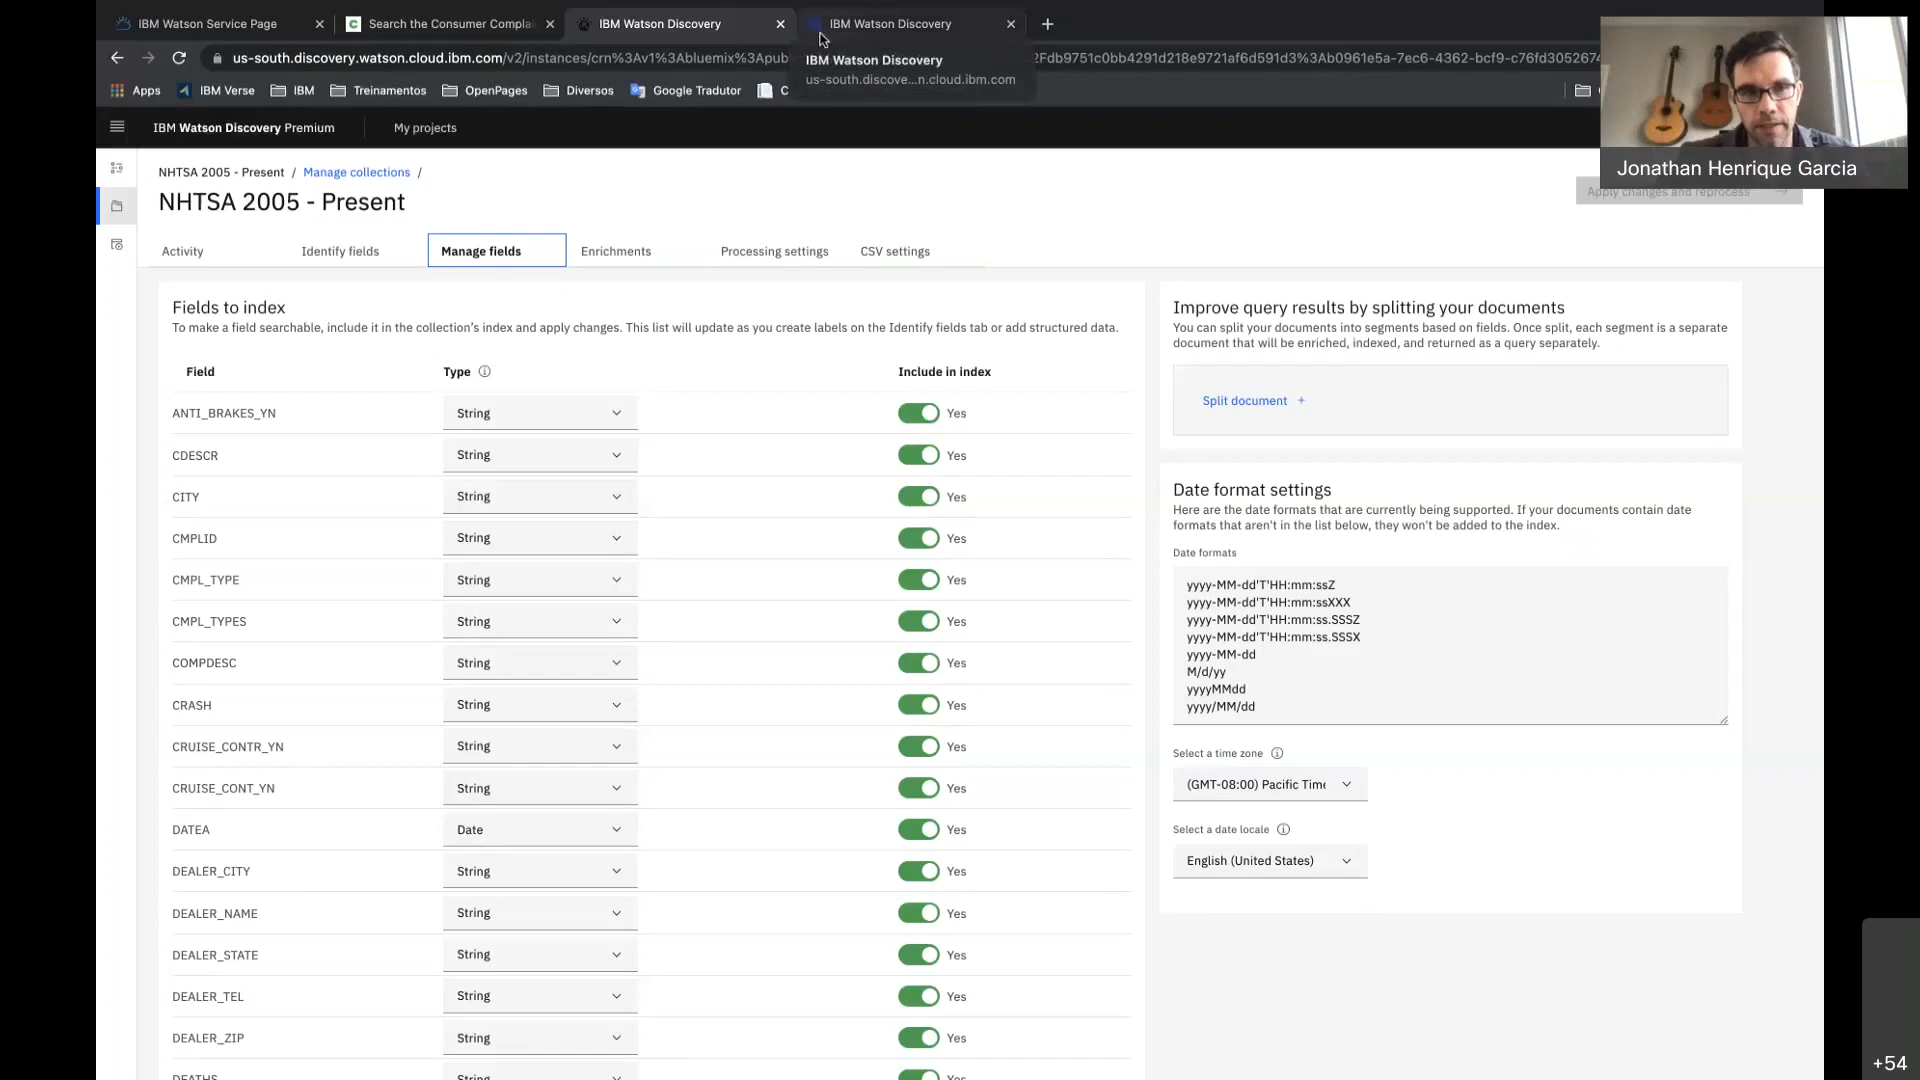 IBM Watson Service Page
Search the Consumer Complai
IBM Watson Discovery
IBM Watson Discovery
us-south.discovery.watson.cloud.ibm.com/v2/instances/crn%3Av1%3Abluemix%3Apubl
2Fdb9751c0bb4291d218e9721af6d591d3%3Ab0961e5a-7ec6-4362-bcf9-c76fd3052674
IBM Watson Discovery
us-south.discove...n.cloud.ibm.com
Apps
IBM Verse
IBM
Treinamentos
OpenPages
Diversos
Google Tradutor
C
IBM Watson Discovery Premium
My projects
Jonathan Henrique Garcia
NHTSA 2005 - Present / Manage collections /
NHTSA 2005 - Present
Apply changes and reprocess
Activity
Identify fields
Manage fields
Enrichments
Processing settings
CSV settings
Fields to index
To make a field searchable, include it in the collection's index and apply changes. This list will update as you create labels on the Identify fields tab or add structured data.
Field Type Include in index
ANTI_BRAKES_YN String Yes
CDESCR String Yes
CITY String Yes
CMPLID String Yes
CMPL_TYPE String Yes
CMPL_TYPES String Yes
COMPDESC String Yes
CRASH String Yes
CRUISE_CONTR_YN String Yes
CRUISE_CONT_YN String Yes
DATEA Date Yes
DEALER_CITY String Yes
DEALER_NAME String Yes
DEALER_STATE String Yes
DEALER_TEL String Yes
DEALER_ZIP String Yes
DEATHS String Yes
Improve query results by splitting your documents
You can split your documents into segments based on fields. Once split, each segment is a separate
document that will be enriched, indexed, and returned as a query separately.
Split document +
Date format settings
Here are the date formats that are currently being supported. If your documents contain date
formats that aren't in the list below, they won't be added to the index.
Date formats
yyyy-MM-dd'T'HH:mm:ssZ
yyyy-MM-dd'T'HH:mm:ssXXX
yyyy-MM-dd'T'HH:mm:ss.SSSZ
yyyy-MM-dd'T'HH:mm:ss.SSSX
yyyy-MM-dd
M/d/yy
yyyyMMdd
yyyy/MM/dd
Select a time zone
(GMT-08:00) Pacific Time
Select a date locale
English (United States)
+54